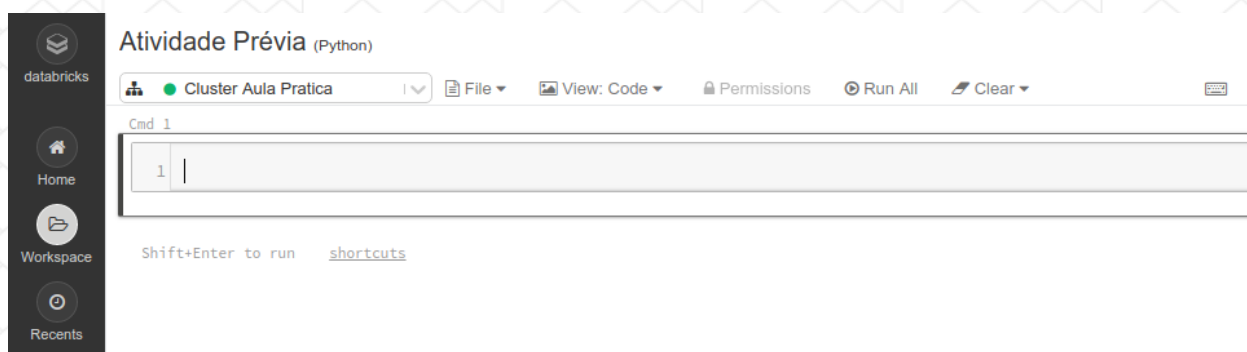 Atividade Prévia (Python)
databricks
Cluster Aula Pratica File View: Code Permissions Run All Clear
Cmd 1
1
Home
Shift+Enter to run shortcuts
Workspace
Recents